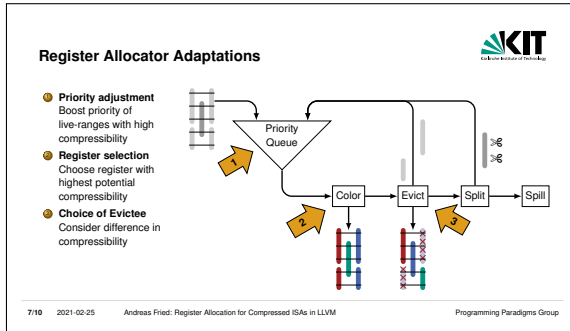 Register Allocator Adaptations
KIT
Karlsruhe Institute of Technology
1 Priority adjustment
Boost priority of
live-ranges with high
compressibility
2 Register selection
Choose register with
highest potential
compressibility
3 Choice of Evictee
Consider difference in
compressibility
Priority
Queue
1
2
3
Color
Evict
Split
Spill
7/10 2021-02-25 Andreas Fried: Register Allocation for Compressed ISAs in LLVM Programming Paradigms Group